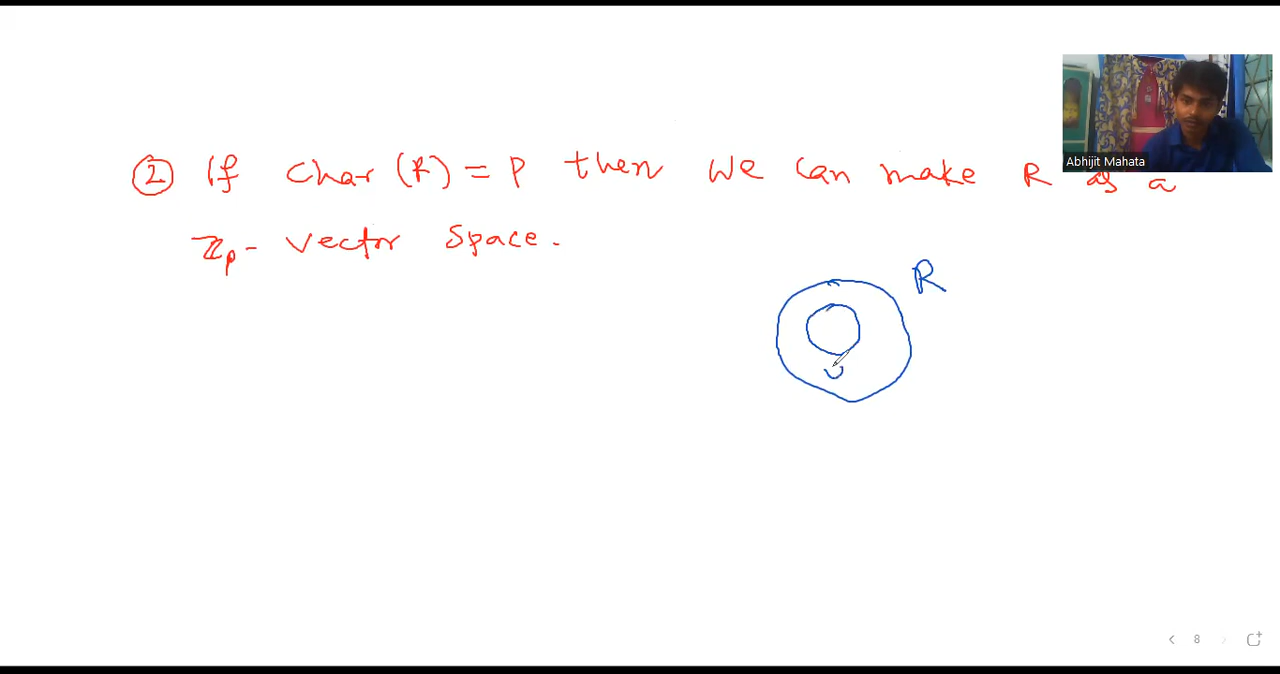 ② If char (R) = p then we can make R as a
ℤp - vector space.
R
Abhijit Mahata
8